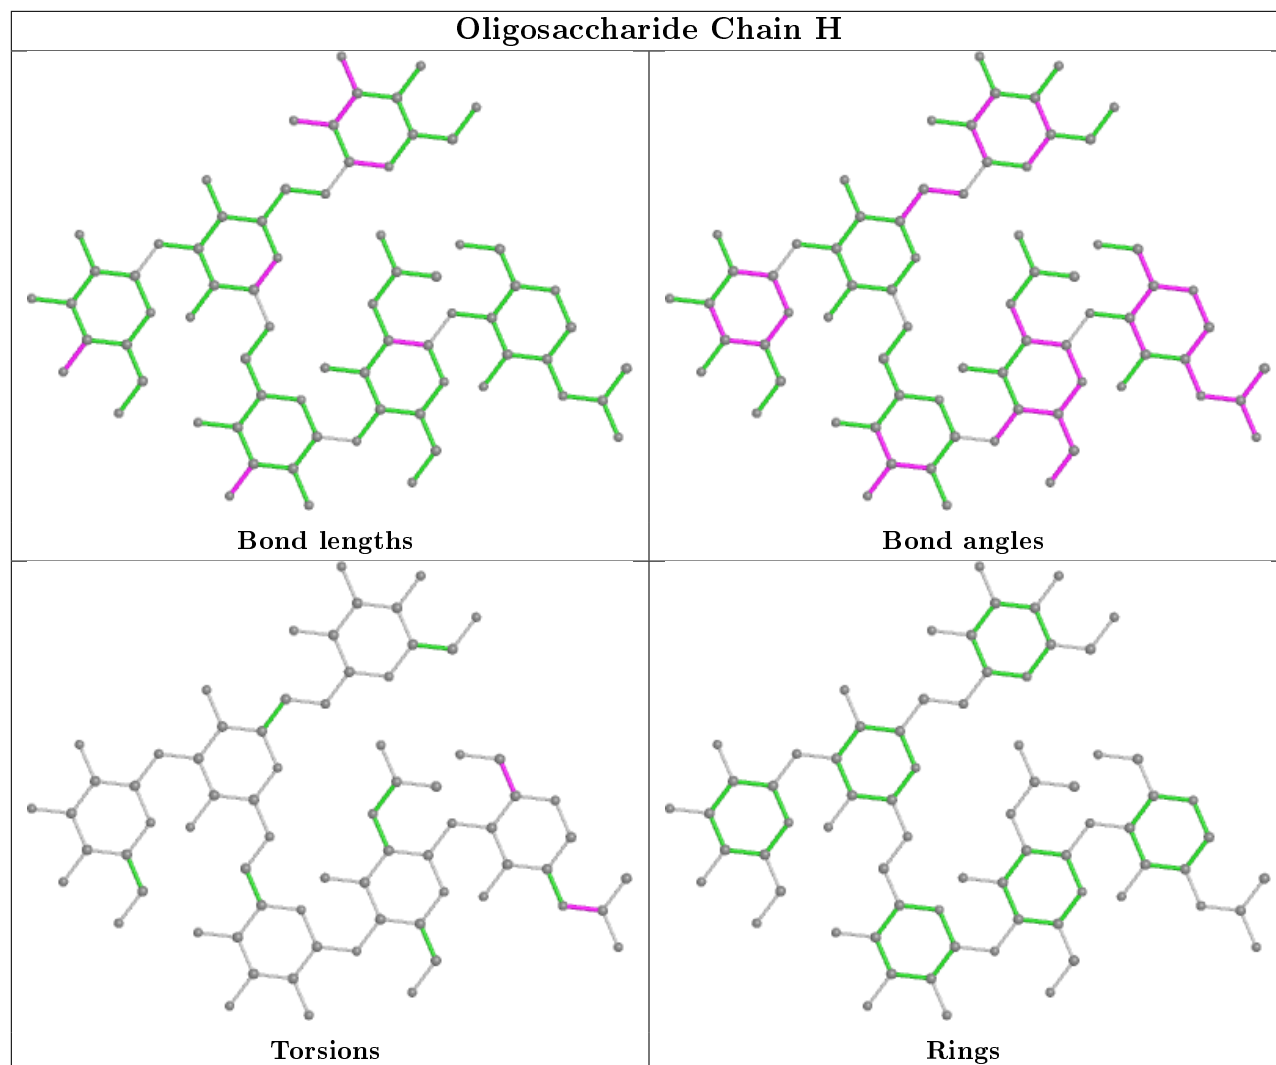 Oligosaccharide Chain H
Bond lengths
Bond angles
Torsions
Rings